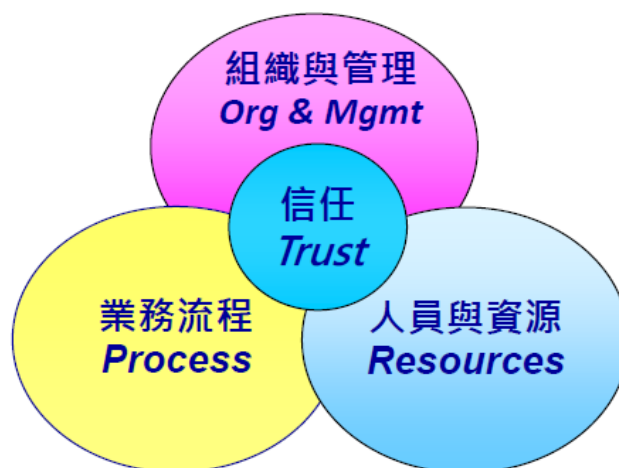 組織與管理
Org & Mgmt
信任
Trust
業務流程
Process
人員與資源
Resources